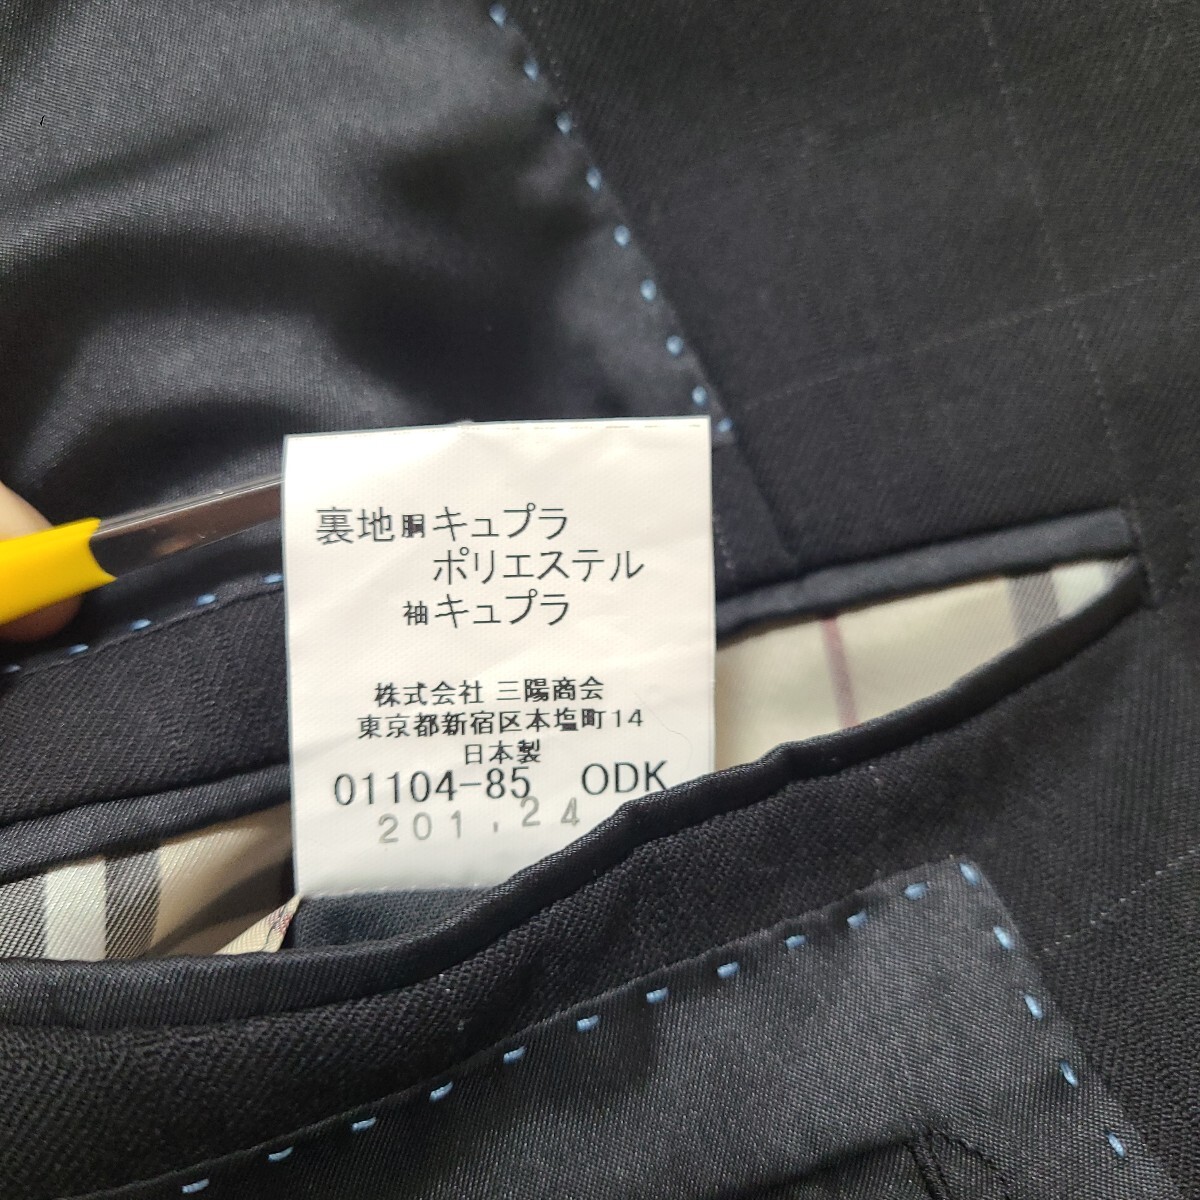 裏地胴キュプラ
ポリエステル
袖キュプラ
株式会社 三陽商会
東京都新宿区本塩町14
日本製
01104-85 ODK
201,24